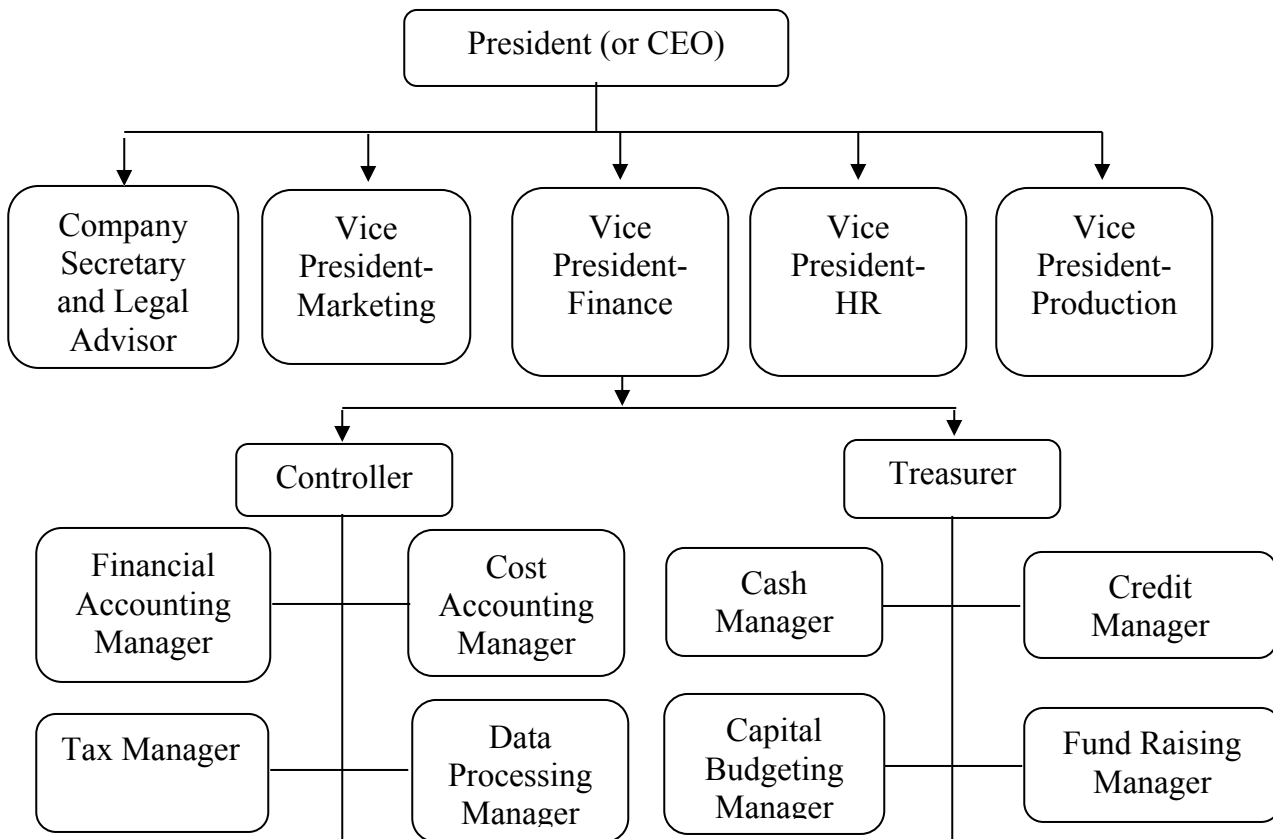 President (or CEO)
Company
Secretary
and Legal
Advisor
Vice
President-
Marketing
Vice
President-
Finance
Vice
President-
HR
Vice
President-
Production
Controller
Treasurer
Financial
Accounting
Manager
Cost
Accounting
Manager
Cash
Manager
Credit
Manager
Tax Manager
Data
Processing
Manager
Capital
Budgeting
Manager
Fund Raising
Manager